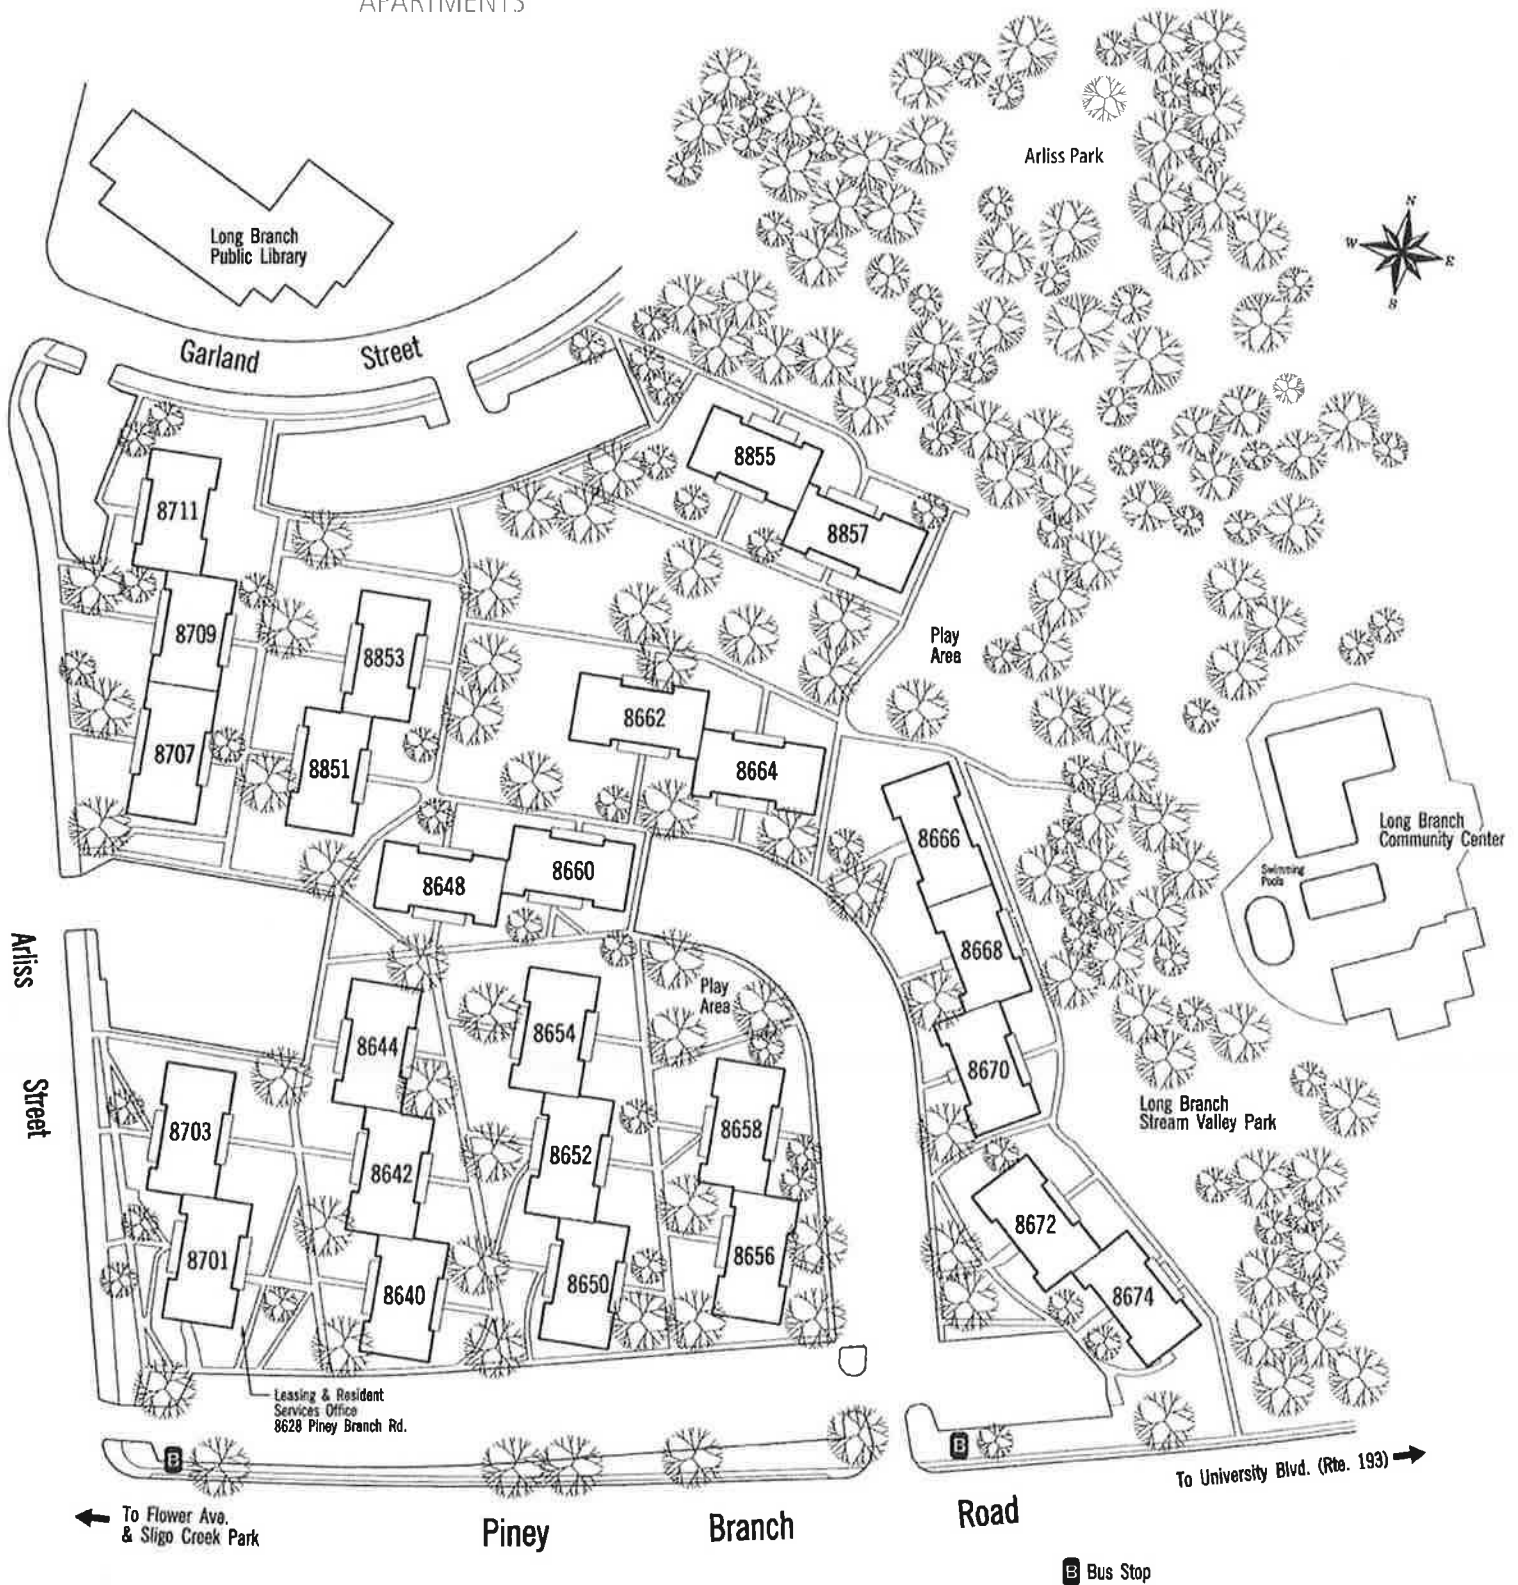 APARTMENTS
Arliss Park
N
W
E
S
Long Branch
Public Library
Garland Street
8855
8857
8711
8709
8707
8853
8851
Play
Area
8662
8664
8666
8668
8670
Long Branch
Community Center
Swimming
Pools
8648
8660
Arliss Street
Play
Area
8644
8642
8640
8654
8652
8650
8658
8656
8703
8701
8672
8674
Long Branch
Stream Valley Park
Leasing & Resident
Services Office
8628 Piney Branch Rd.
B
B
To University Blvd. (Rte. 193)
To Flower Ave.
& Sligo Creek Park
Piney Branch Road
B Bus Stop